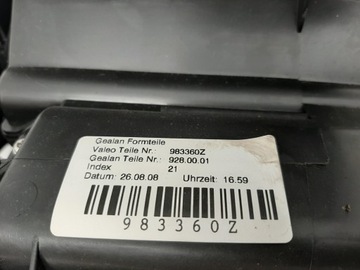 Gealan Formteile
Valeo Teile Nr.: 983360Z
Gealan Teile Nr.: 928.00.01
Index 21
Datum: 26.08.08 Uhrzeit: 16.59
983360Z